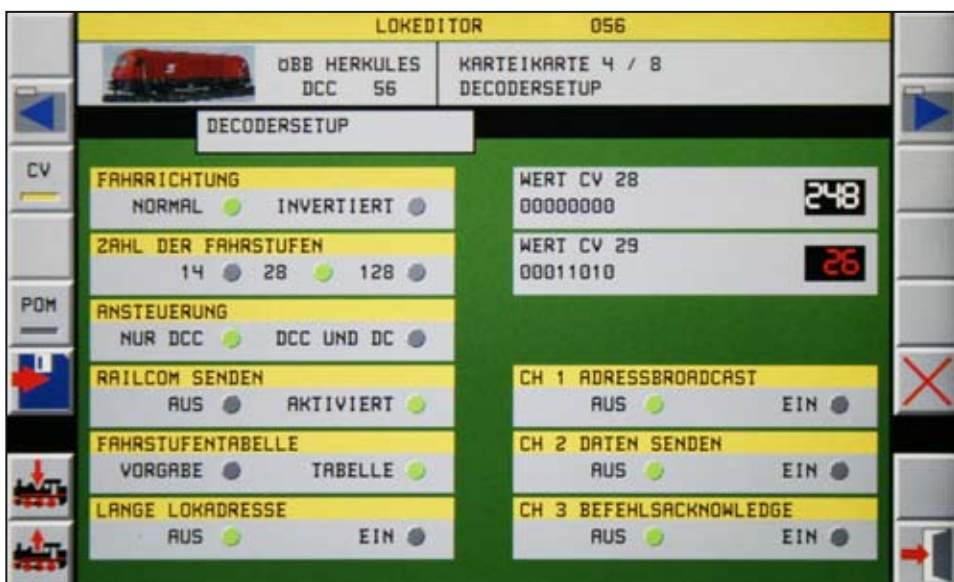 LOKEDITOR 056
ÖBB HERKULES
DCC 56
KARTEIKARTE 4 / 8
DECODERSETUP
DECODERSETUP
CV
POM
FAHRRICHTUNG
NORMAL INVERTIERT
ZAHL DER FAHRSTUFEN
14 28 128
ANSTEUERUNG
NUR DCC DCC UND DC
RAILCOM SENDEN
AUS AKTIVIERT
FAHRSTUFENTABELLE
VORGABE TABELLE
LANGE LOKADRESSE
AUS EIN
WERT CV 28
00000000 248
WERT CV 29
00011010 26
CH 1 ADRESSBROADCAST
AUS EIN
CH 2 DATEN SENDEN
AUS EIN
CH 3 BEFEHLSACKNOWLEDGE
AUS EIN